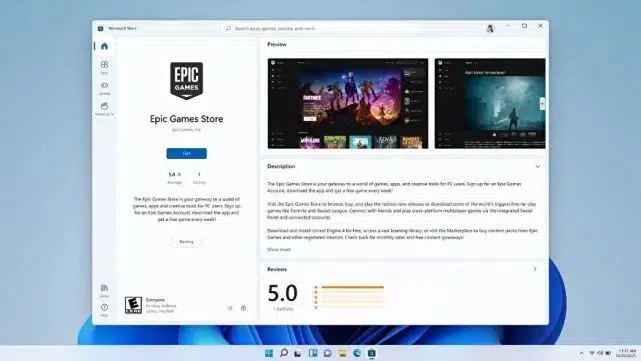 Microsoft Store
Search apps, games, movies, and more
Apps
Gaming
Movies & TV
EPIC
GAMES
Epic Games Store
Epic Games, Inc.
Get
5.0
Average
1
Ratings
The Epic Games Store is your gateway to a world of
games, apps, and creative tools for PC users. Sign up
for an Epic Games Account, download the app and
get a free game every week!
Gaming
ESRB
Everyone
Library
Help
Preview
FORTNITE
ROCKET
LEAGUE
Description
The Epic Games Store is your gateway to a world of games, apps, and creative tools for PC users. Sign up for an Epic Games
Account, download the app and get a free game every week!
Visit the Epic Games Store to browse, buy, and play the hottest new releases or download some of the world's biggest free-to-play
games like Fortnite and Rocket League. Connect with friends and play cross-platform multiplayer games via the integrated Social
Panel and connected accounts.
Download and install Unreal Engine 4 for free, access a vast learning library, or visit the Marketplace to buy content packs from Epic
Games and other registered creators. Check back for monthly sales and free content giveaways!
Show more
Reviews
5.0
1 RATINGS
11:11 AM